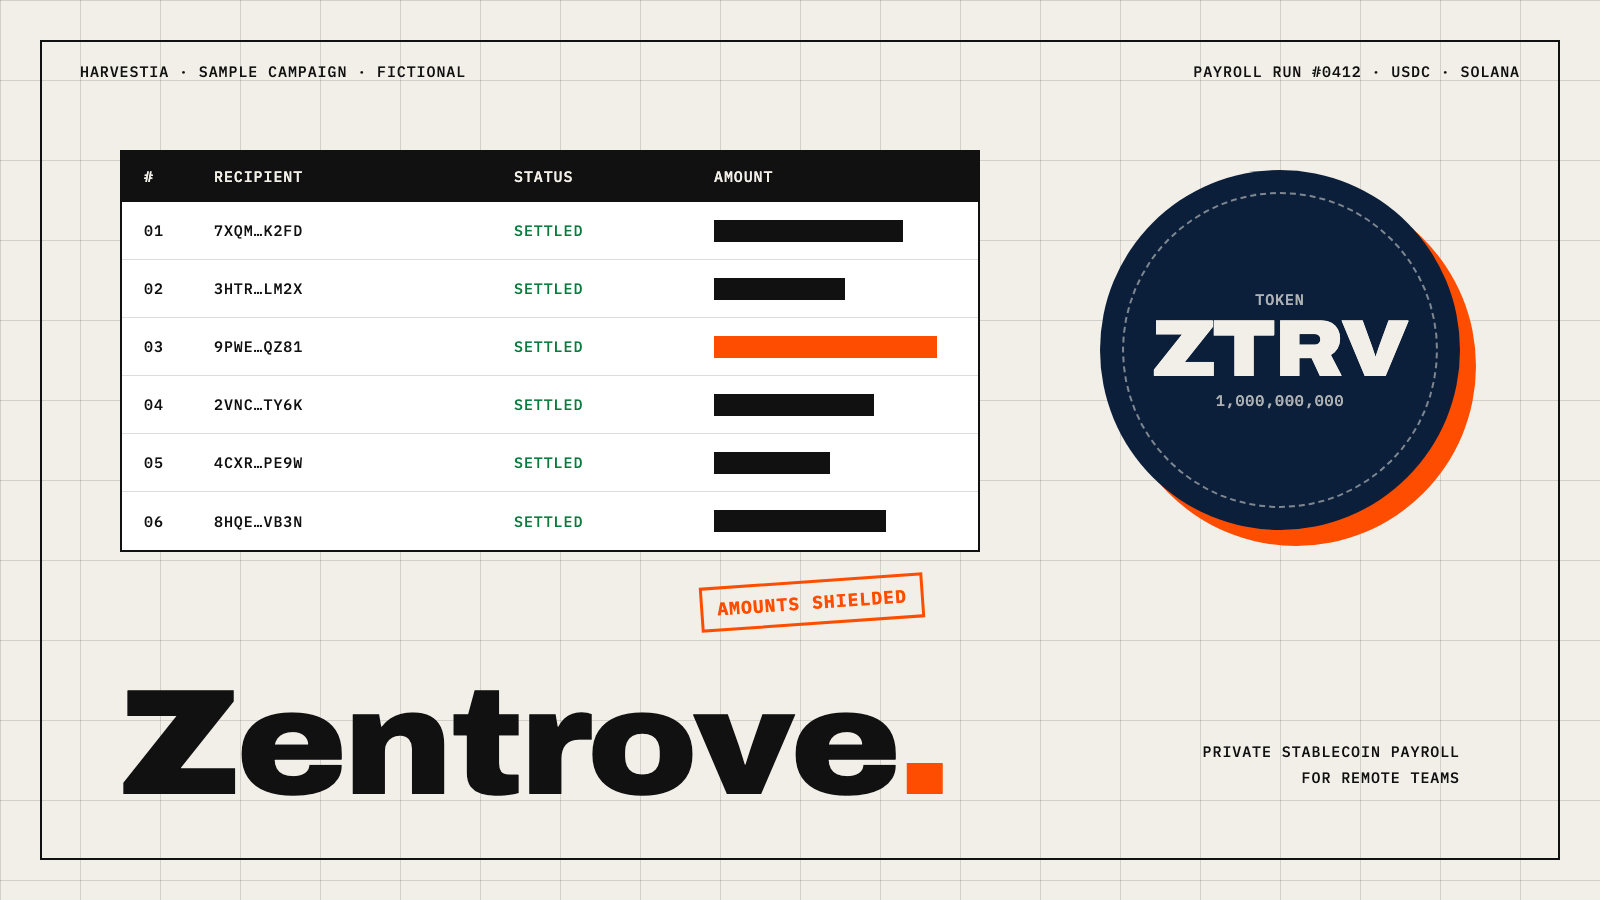 HARVESTIA · SAMPLE CAMPAIGN · FICTIONAL
PAYROLL RUN #0412 · USDC · SOLANA
# RECIPIENT STATUS AMOUNT
01 7XQM…K2FD SETTLED
02 3HTR…LM2X SETTLED
03 9PWE…QZ81 SETTLED
04 2VNC…TY6K SETTLED
05 4CXR…PE9W SETTLED
06 8HQE…VB3N SETTLED
TOKEN
ZTRV
1,000,000,000
AMOUNTS SHIELDED
Zentrove.
PRIVATE STABLECOIN PAYROLL
FOR REMOTE TEAMS